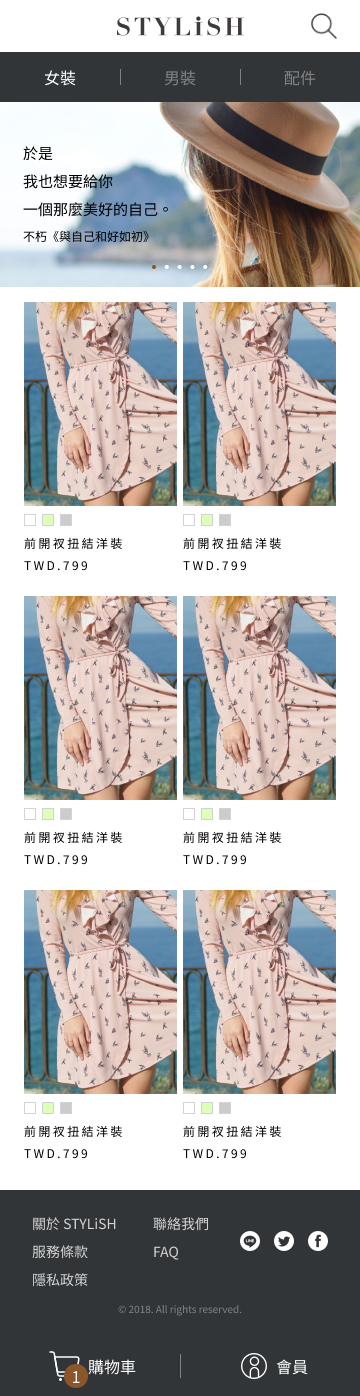 STYLiSH
女裝 男裝 配件
於是
我也想要給你
一個那麼美好的自己。
不朽《與自己和好如初》
前開衩扭結洋裝 前開衩扭結洋裝
TWD.799 TWD.799
前開衩扭結洋裝 前開衩扭結洋裝
TWD.799 TWD.799
前開衩扭結洋裝 前開衩扭結洋裝
TWD.799 TWD.799
關於 STYLiSH 聯絡我們
服務條款 FAQ
隱私政策
LINE
© 2018. All rights reserved.
1 購物車 會員